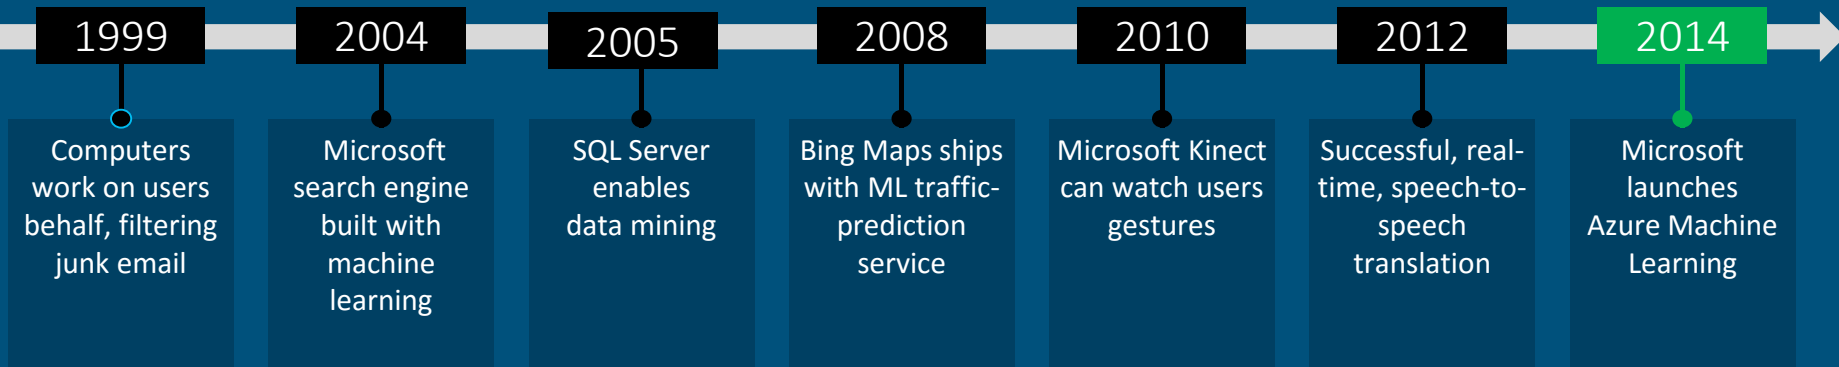 1999
2004
2005
2008
2010
2012
2014
Computers
work on users
behalf, filtering
junk email
Microsoft
search engine
built with
machine
learning
SQL Server
enables
data mining
Bing Maps ships
with ML traffic-
prediction
service
Microsoft Kinect
can watch users
gestures
Successful, real-
time, speech-to-
speech
translation
Microsoft
launches
Azure Machine
Learning